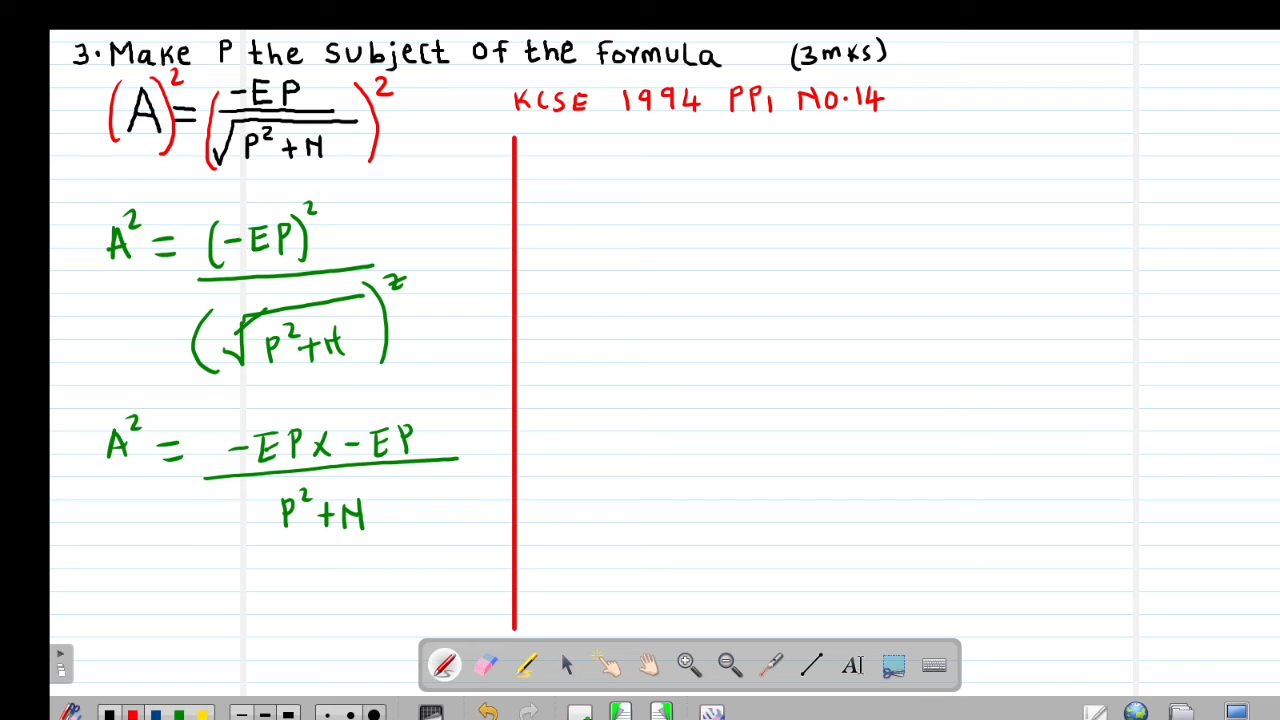 3. Make P the subject of the formula (3mks)
(A)² = (-EP / √(P² + N))²
KCSE 1994 PP1 No.14
A² = (-EP)² / (√(P² + N))²
A² = -EP x -EP / P² + N
AI